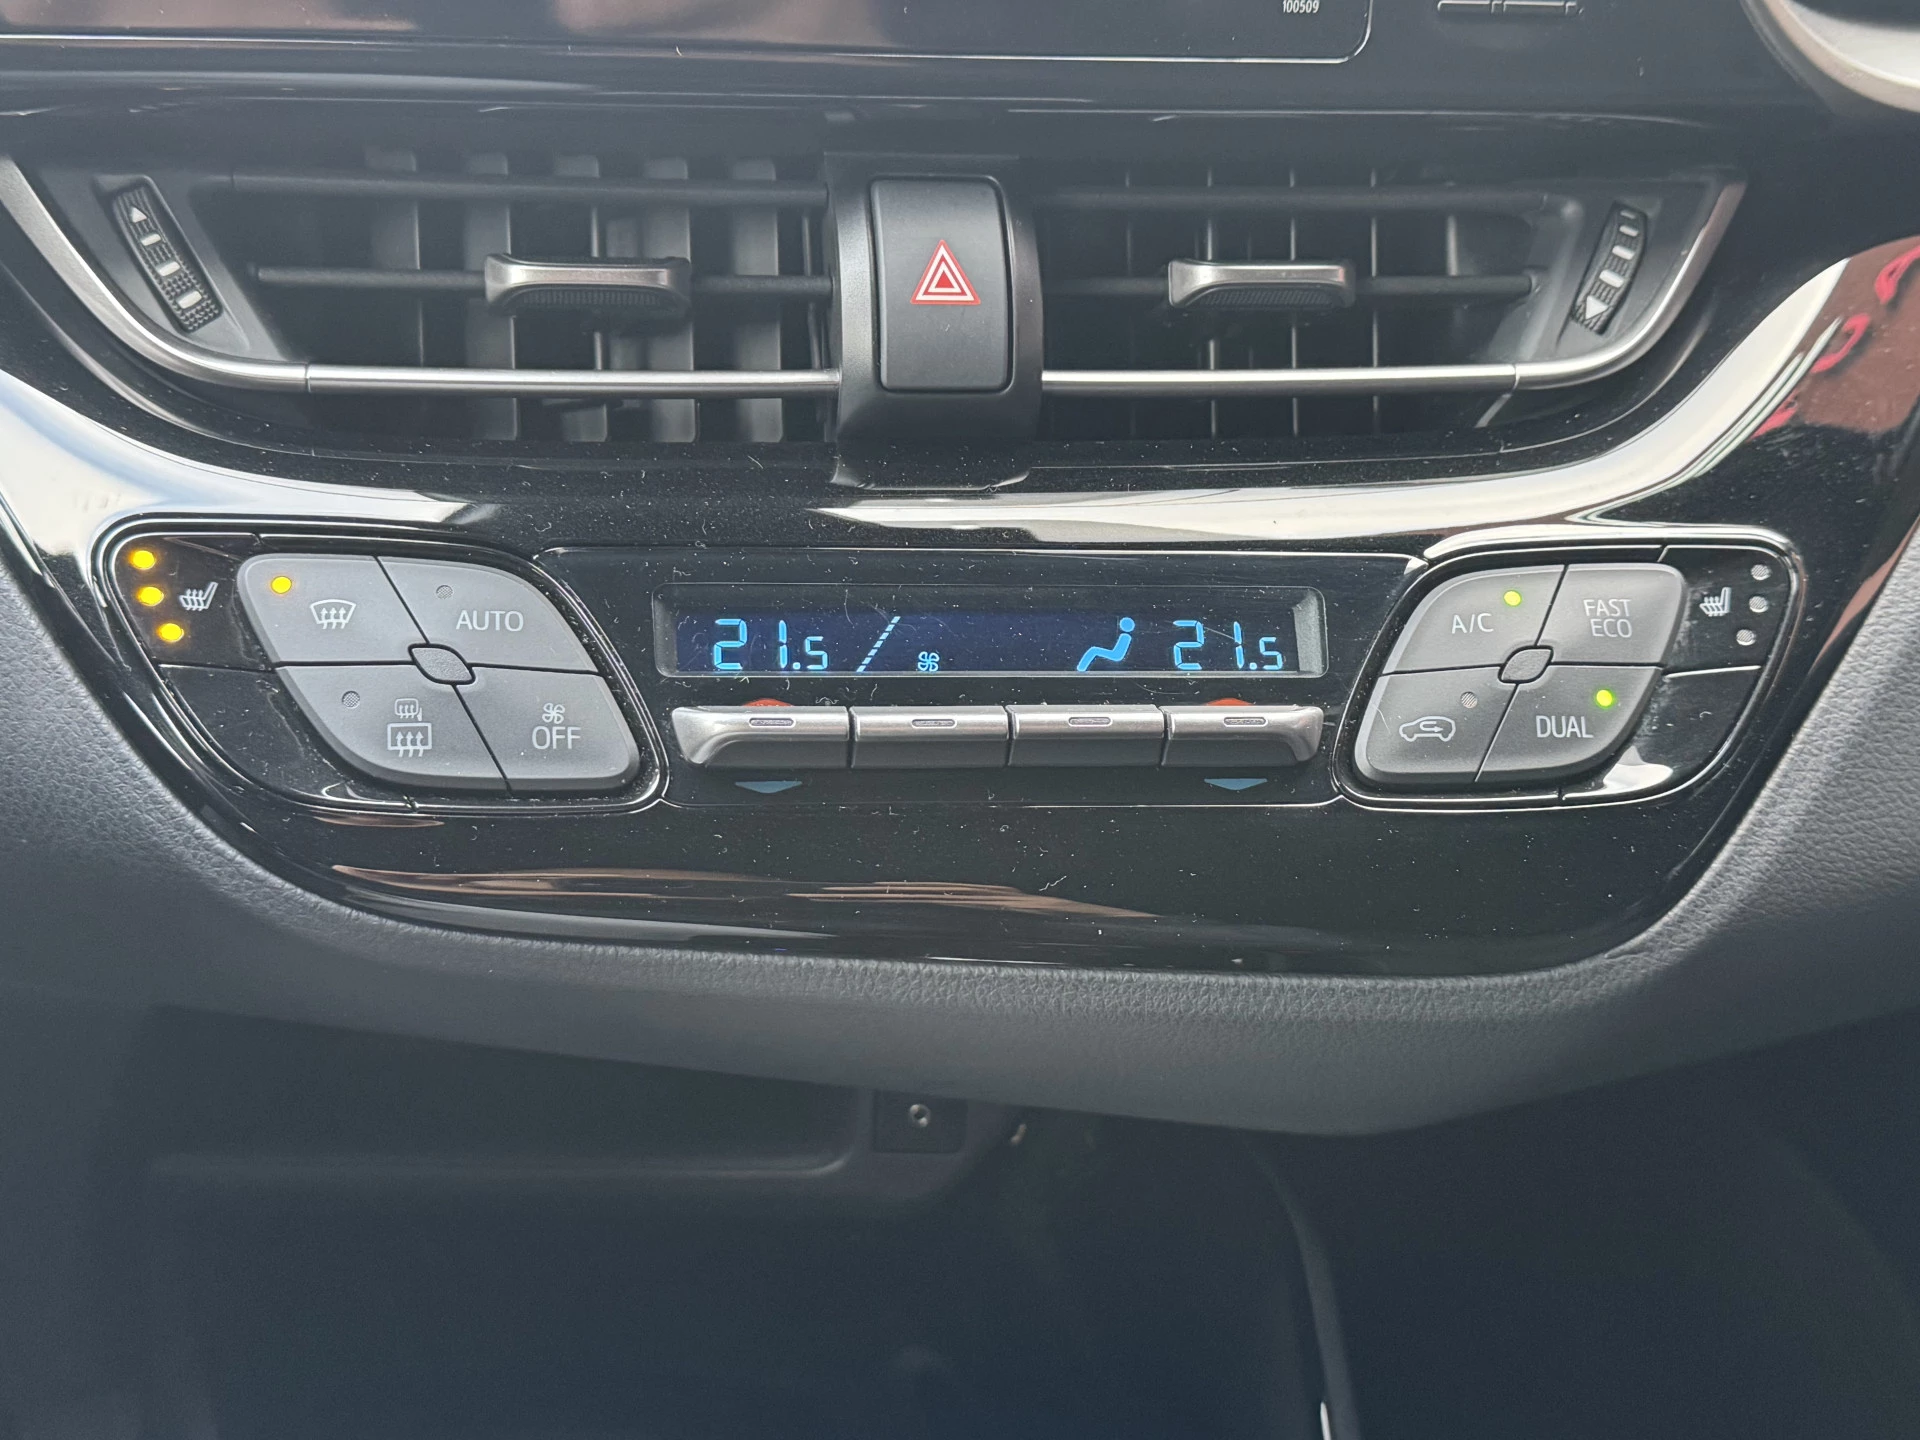 100509
AUTO
OFF
21.5
21.5
A/C
FAST
ECO
DUAL